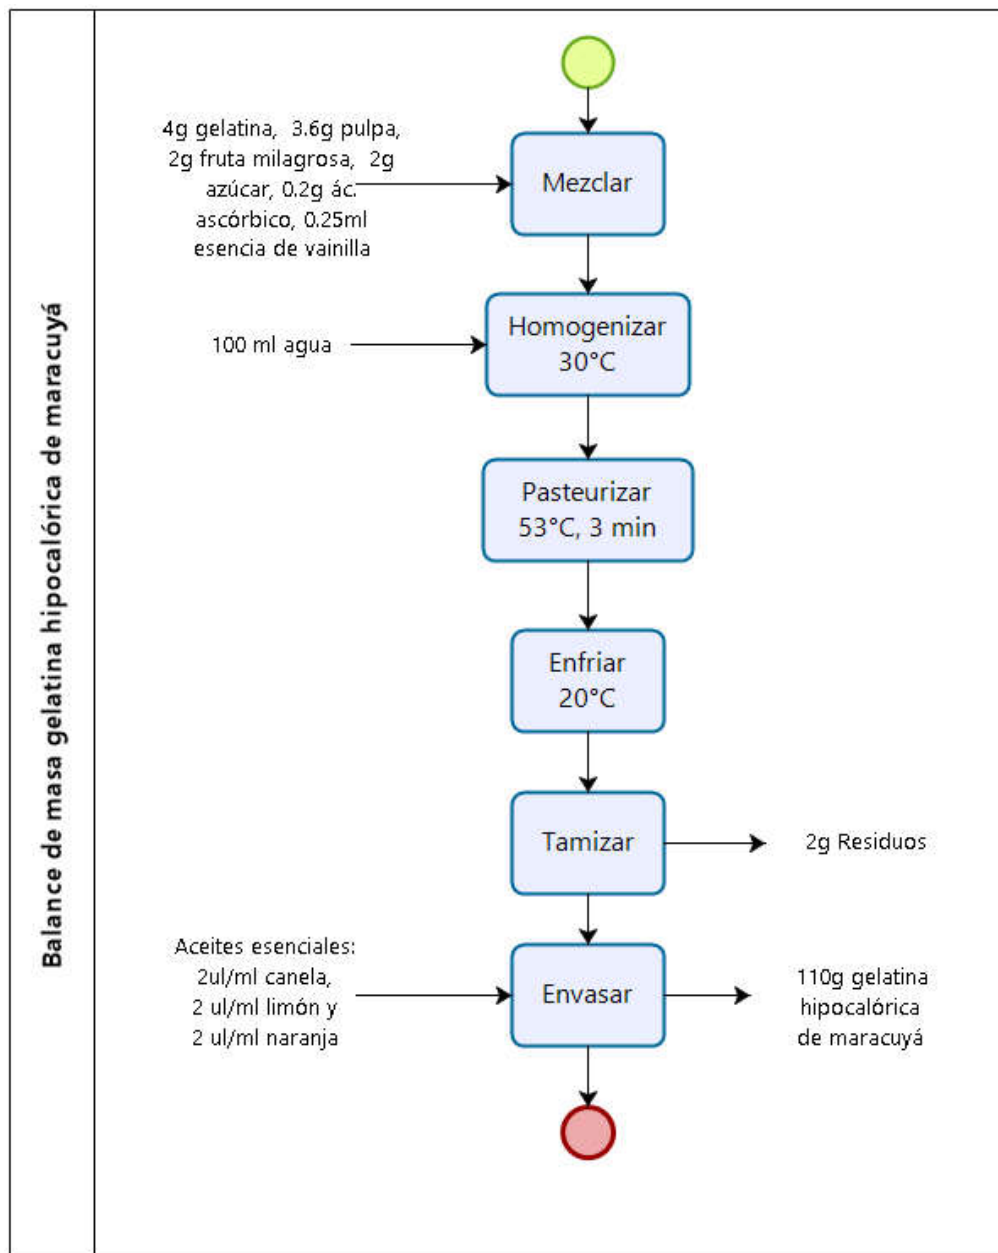 Balance de masa gelatina hipocalórica de maracuyá
4g gelatina, 3.6g pulpa,
2g fruta milagrosa, 2g
azúcar, 0.2g ác.
ascórbico, 0.25ml
esencia de vainilla
Mezclar
100 ml agua
Homogenizar
30°C
Pasteurizar
53°C, 3 min
Enfriar
20°C
Tamizar
2g Residuos
Aceites esenciales:
2ul/ml canela,
2 ul/ml limón y
2 ul/ml naranja
Envasar
110g gelatina
hipocalórica
de maracuyá